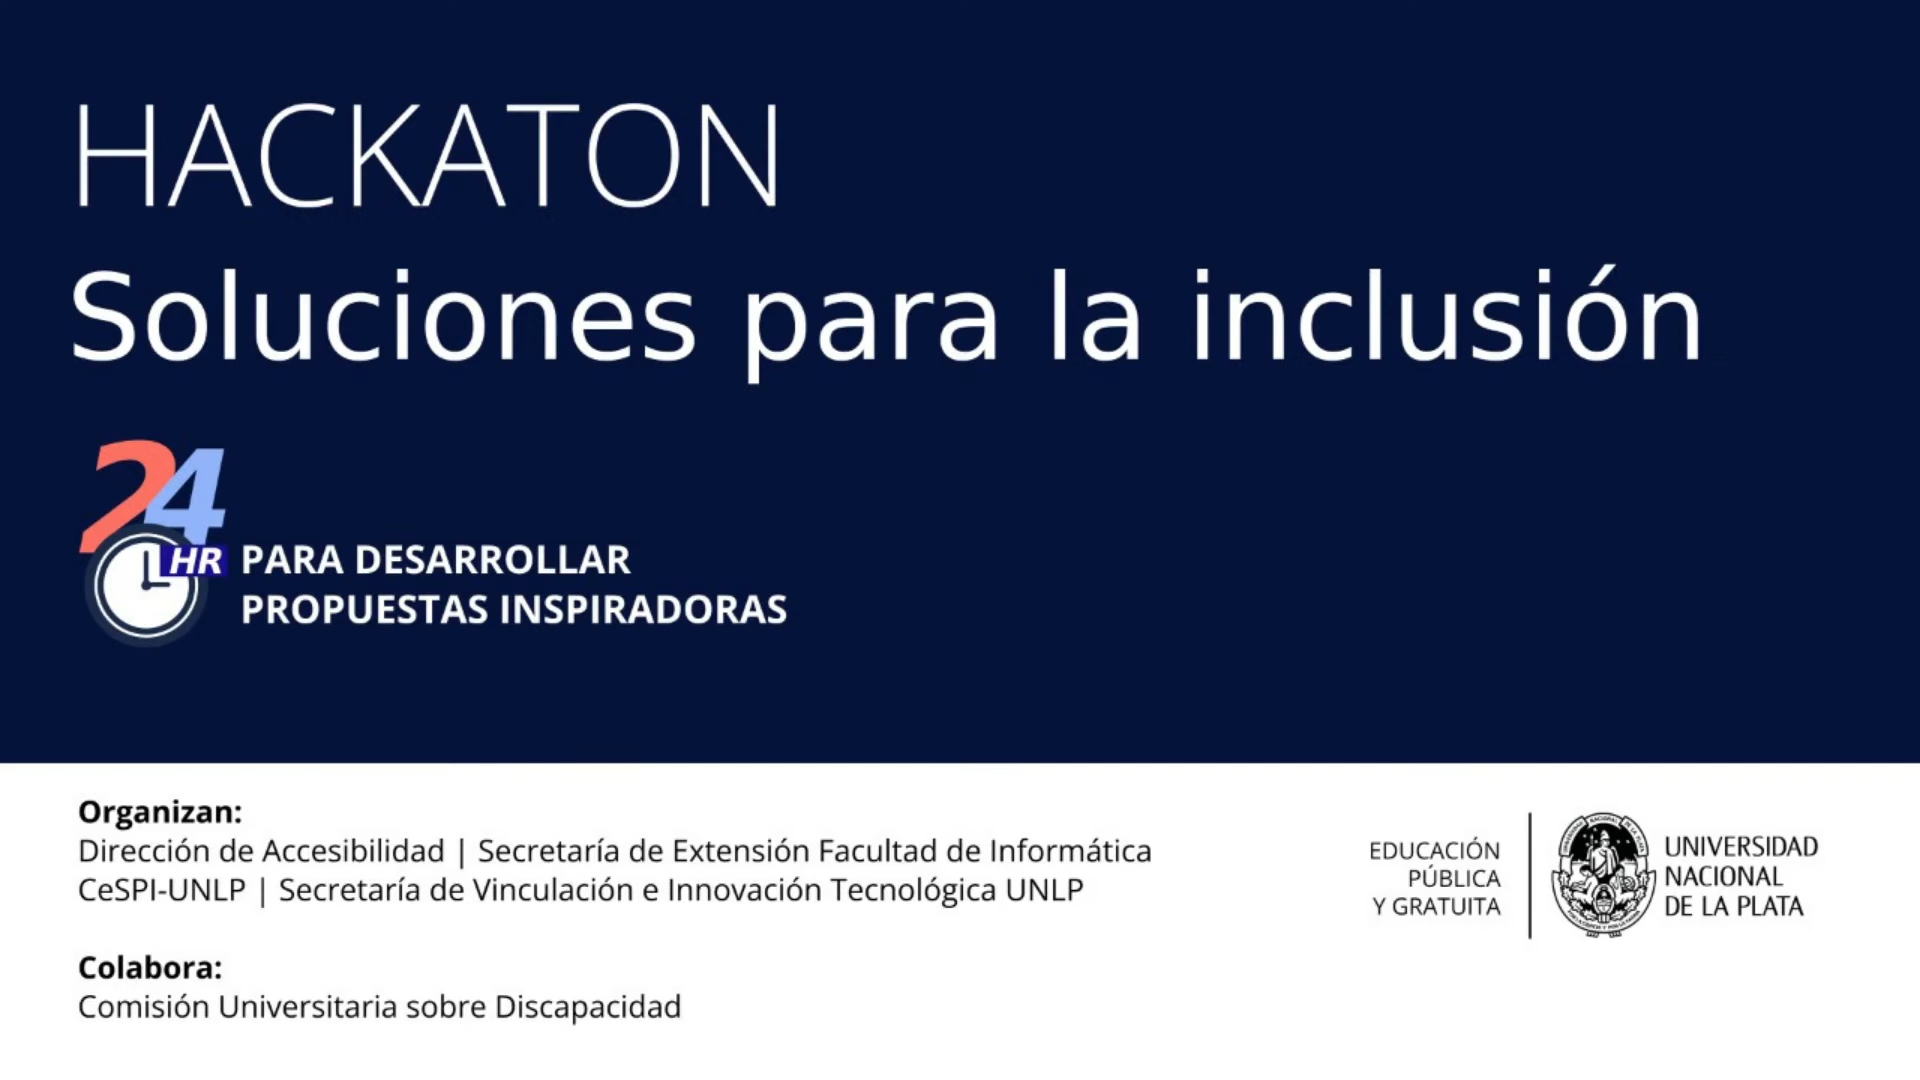 HACKATON
Soluciones para la inclusión
24
HR PARA DESARROLLAR
PROPUESTAS INSPIRADORAS
Organizan:
Dirección de Accesibilidad | Secretaría de Extensión Facultad de Informática
CeSPI-UNLP | Secretaría de Vinculación e Innovación Tecnológica UNLP
Colabora:
Comisión Universitaria sobre Discapacidad
EDUCACIÓN
PÚBLICA
Y GRATUITA
UNIVERSIDAD
NACIONAL
DE LA PLATA